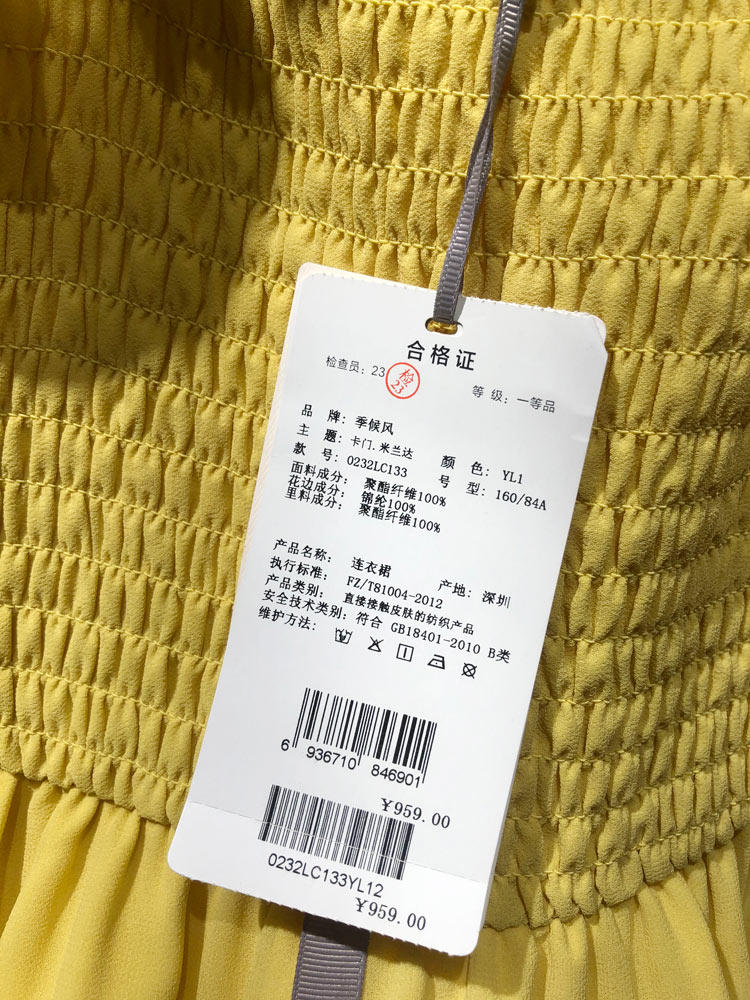 合格证
检查员：23 检23 等 级：一等品
品 牌：季候风
主 题：卡门.米兰达 颜 色：YL1
款 号：0232LC133 号 型：160/84A
面料成分： 聚酯纤维100%
花边成分： 锦纶100%
里料成分： 聚酯纤维100%
产品名称： 连衣裙 产地：深圳
执行标准： FZ/T81004-2012
产品类别： 直接接触皮肤的纺织产品
安全技术类别：符合 GB18401-2010 B类
维护方法：
6 936710 846901
¥959.00
0232LC133YL12
¥959.00